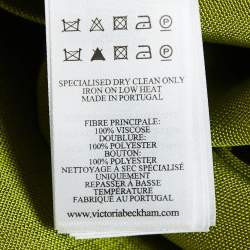 SPECIALISED DRY CLEAN ONLY
IRON ON LOW HEAT
MADE IN PORTUGAL
FIBRE PRINCIPALE:
100% VISCOSE
DOUBLURE:
100% POLYESTER
BOUTON:
100% POLYESTER
NETTOYAGE A SEC SPÉCIALISÉ
UNIQUEMENT
REPASSER À BASSE
TEMPÉRATURE
FABRIQUÉ AU PORTUGAL
www.victoriabeckham.com